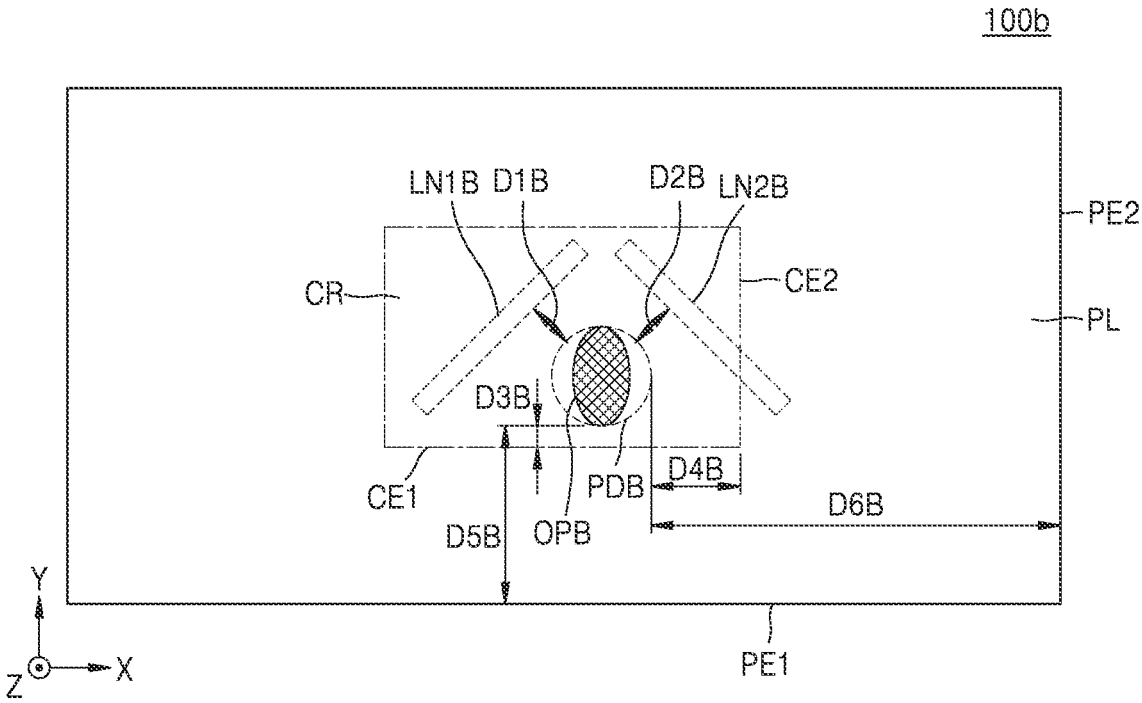 100b
LN1B D1B D2B LN2B
PE2
CR CE2
PL
D3B
CE1 PDB D4B
D5B OPB D6B
Y
Z X
PE1